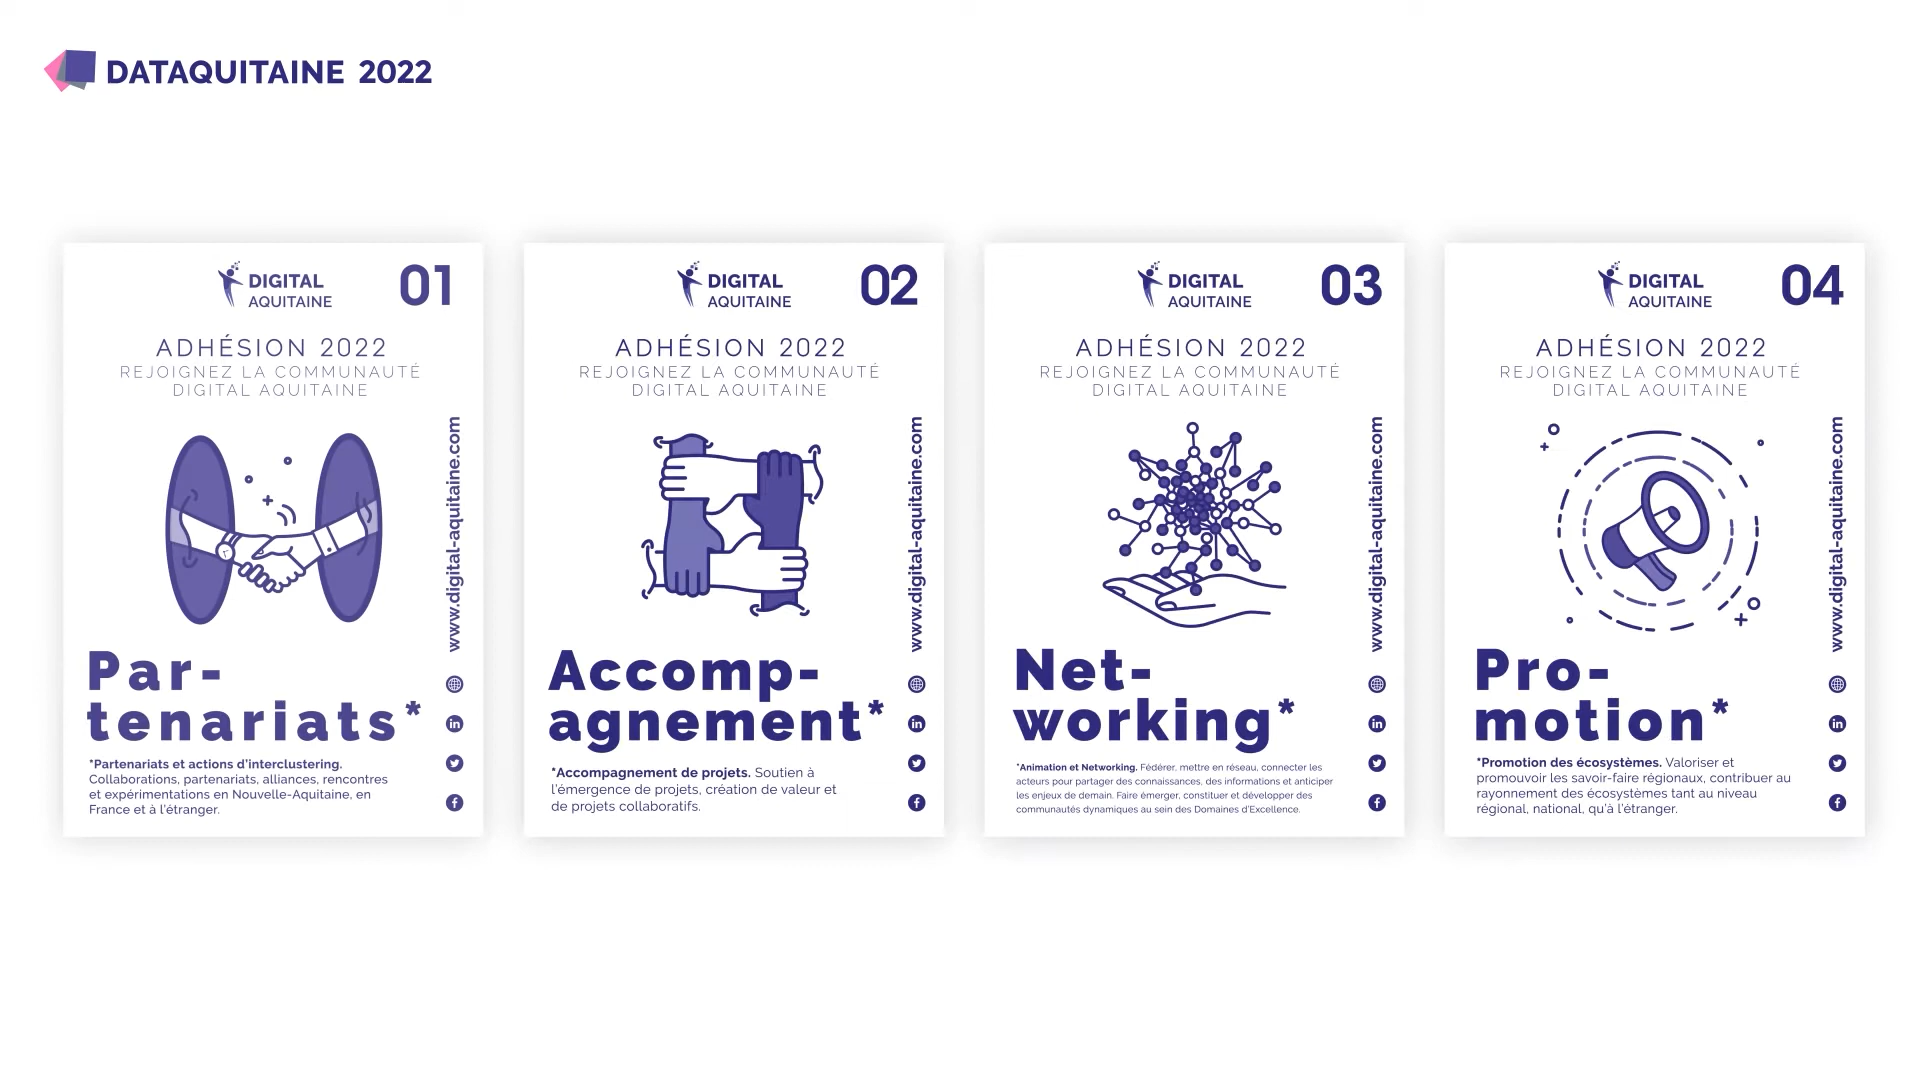 DATAQUITAINE 2022
DIGITAL
AQUITAINE
01
ADHÉSION 2022
REJOIGNEZ LA COMMUNAUTÉ
DIGITAL AQUITAINE
www.digital-aquitaine.com
Par-
tenariats*
*Partenariats et actions d'interclustering.
Collaborations, partenariats, alliances, rencontres
et expérimentations en Nouvelle-Aquitaine, en
France et à l'étranger.
DIGITAL
AQUITAINE
02
ADHÉSION 2022
REJOIGNEZ LA COMMUNAUTÉ
DIGITAL AQUITAINE
www.digital-aquitaine.com
Accomp-
agnement*
*Accompagnement de projets. Soutien à
l'émergence de projets, création de valeur et
de projets collaboratifs.
DIGITAL
AQUITAINE
03
ADHÉSION 2022
REJOIGNEZ LA COMMUNAUTÉ
DIGITAL AQUITAINE
www.digital-aquitaine.com
Net-
working*
*Animation et Networking. Fédérer, mettre en réseau, connecter les
acteurs pour partager des connaissances, des informations et anticiper
les enjeux de demain. Faire émerger, constituer et développer des
communautés dynamiques au sein des Domaines d'Excellence.
DIGITAL
AQUITAINE
04
ADHÉSION 2022
REJOIGNEZ LA COMMUNAUTÉ
DIGITAL AQUITAINE
www.digital-aquitaine.com
Pro-
motion*
*Promotion des écosystèmes. Valoriser et
promouvoir les savoir-faire régionaux, contribuer au
rayonnement des écosystèmes tant au niveau
régional, national, qu'à l'étranger.